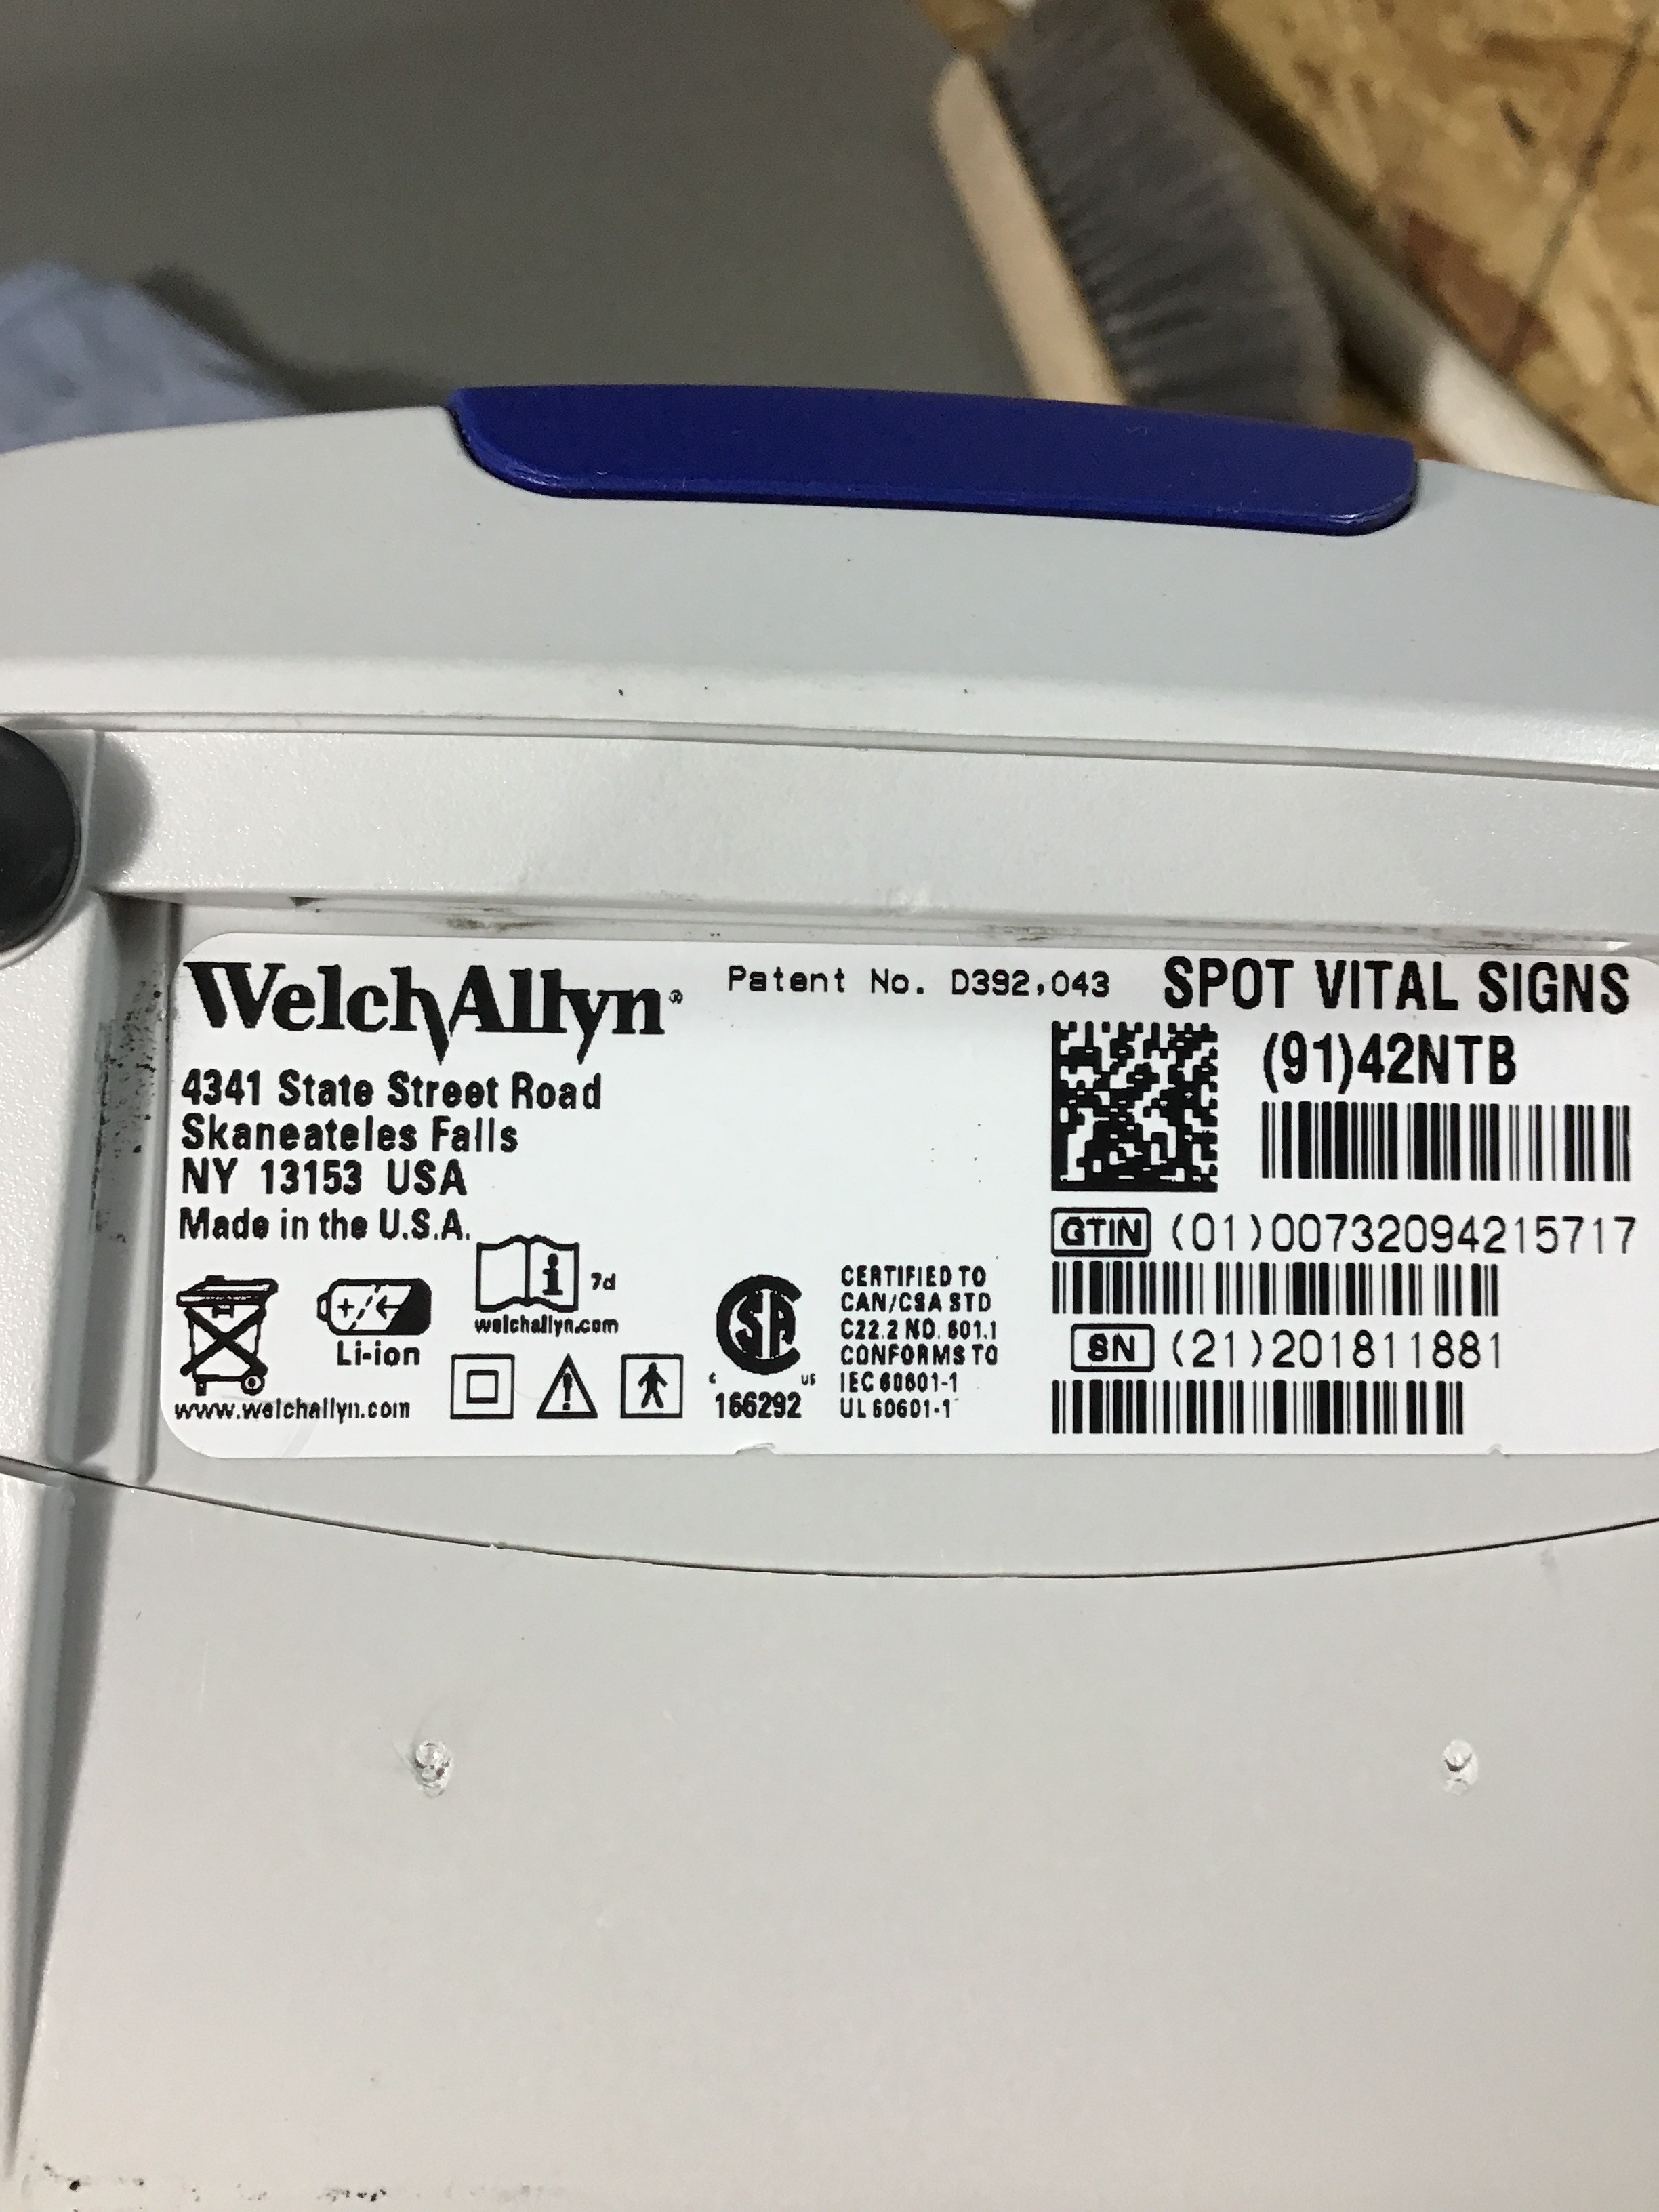 WelchAllyn®
Patent No. D392,043
SPOT VITAL SIGNS
(91)42NTB
4341 State Street Road
Skaneateles Falls
NY 13153 USA
Made in the U.S.A.
GTIN (01)00732094215717
SN (21)201811881
7d
welchallyn.com
Li-ion
www.welchallyn.com
SA
c us
166292
CERTIFIED TO
CAN/CSA STD
C22.2 NO. 601.1
CONFORMS TO
IEC 60601-1
UL 60601-1